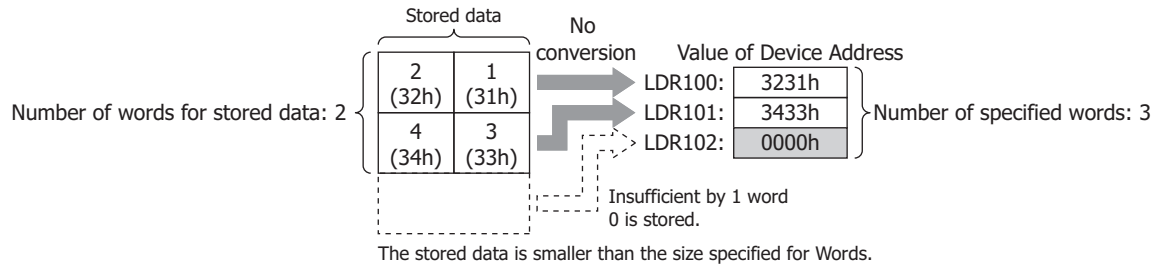 Stored data
No
conversion
Value of Device Address
2
(32h)
1
(31h)
LDR100:
3231h
Number of words for stored data: 2
LDR101:
3433h
Number of specified words: 3
4
(34h)
3
(33h)
LDR102:
0000h
Insufficient by 1 word
0 is stored.
The stored data is smaller than the size specified for Words.